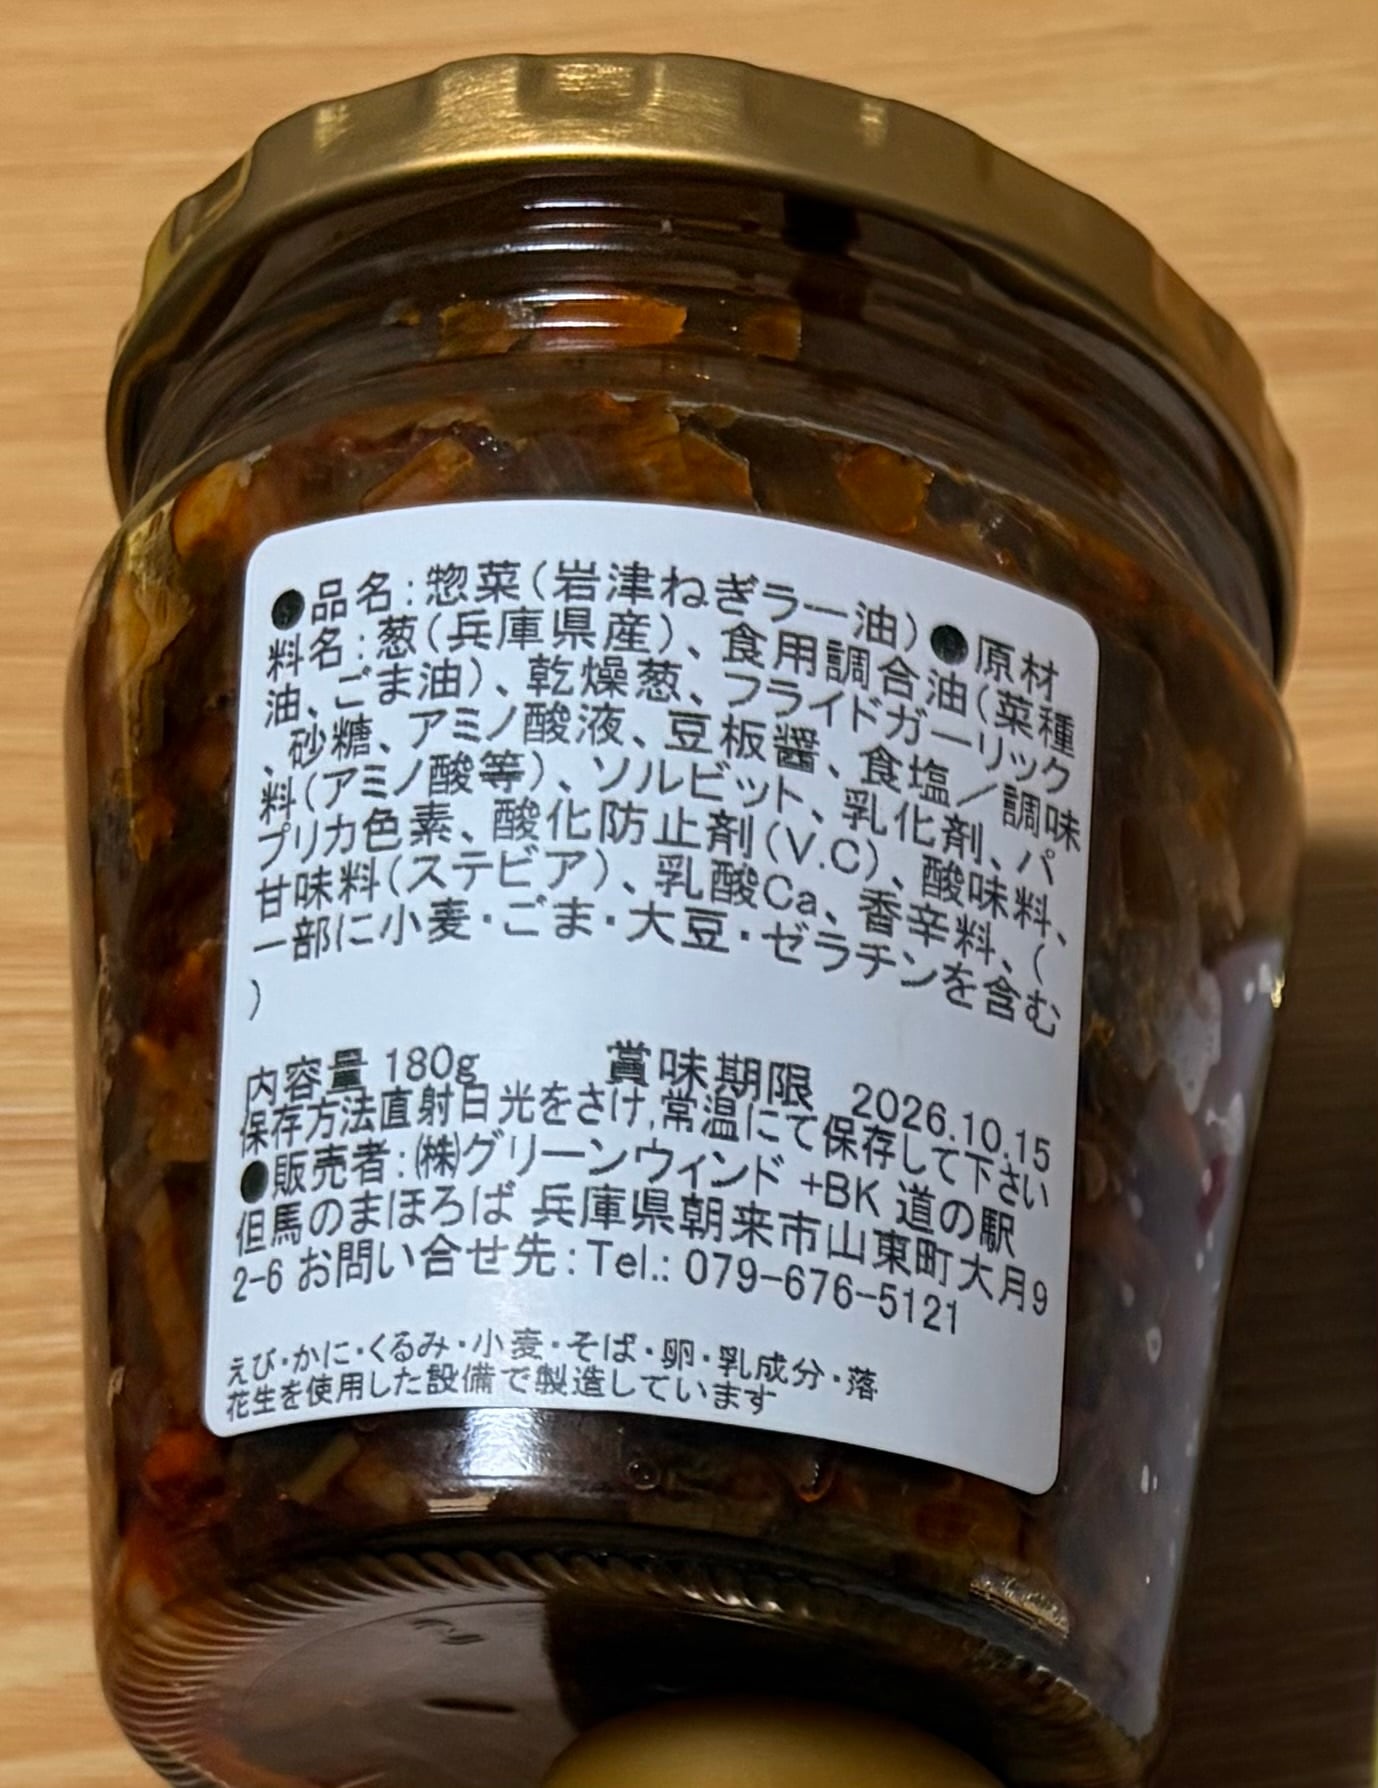 ●品名:惣菜(岩津ねぎラー油)●原材
料名:葱(兵庫県産)、食用調合油(菜種
油、ごま油)、乾燥葱、フライドガーリック
、砂糖、アミノ酸液、豆板醤、食塩/調味
料(アミノ酸等)、ソルビット、乳化剤、パ
プリカ色素、酸化防止剤(V.C)、酸味料、
甘味料(ステビア)、乳酸Ca、香辛料、(
一部に小麦・ごま・大豆・ゼラチンを含む
)
内容量 180g 賞味期限 2026.10.15
保存方法直射日光をさけ,常温にて保存して下さい
●販売者:㈱グリーンウィンド +BK 道の駅
但馬のまほろば 兵庫県朝来市山東町大月9
2-6 お問い合せ先:Tel.: 079-676-5121
えび・かに・くるみ・小麦・そば・卵・乳成分・落
花生を使用した設備で製造しています